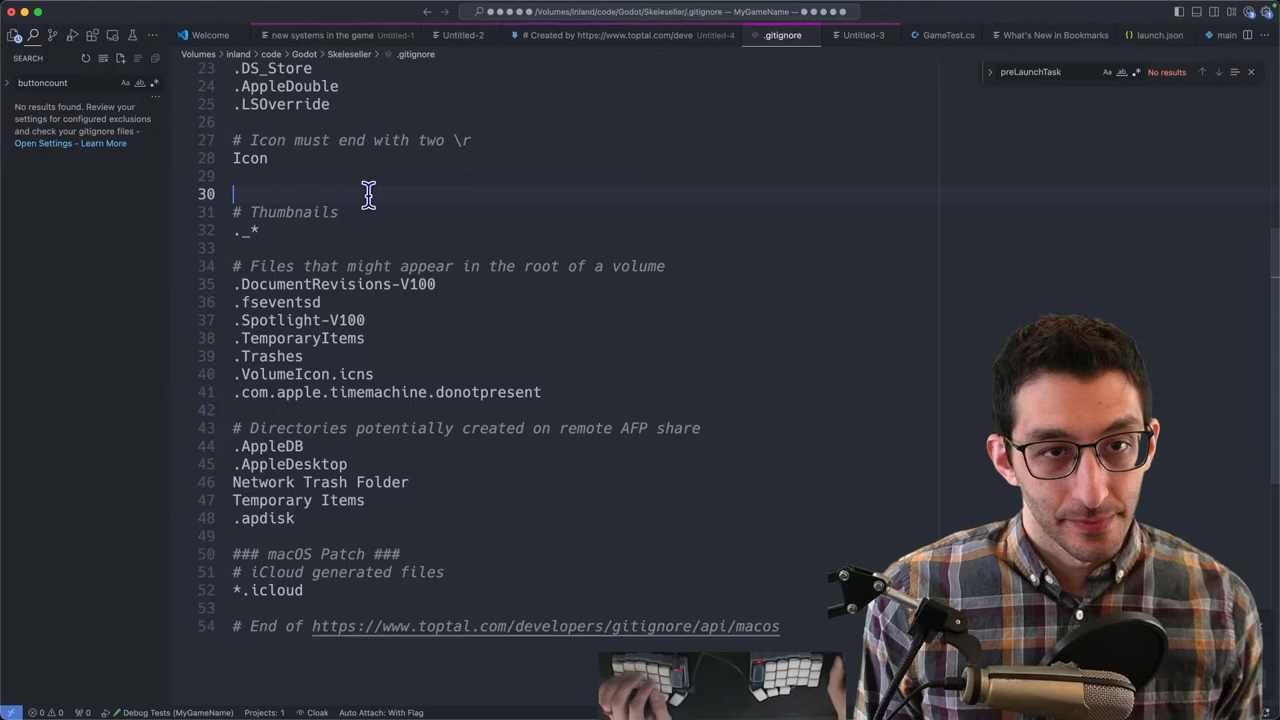 /Volumes/inland/code/Godot/Skeleseller/.gitignore — MyGameName —
Welcome
new systems in the game Untitled-1
Untitled-2
# Created by https://www.toptal.com/deve Untitled-4
.gitignore
Untitled-3
GameTest.cs
What's New in Bookmarks
launch.json
main
SEARCH
Volumes > inland > code > Godot > Skeleseller > .gitignore
buttoncount
Aa ab .*
preLaunchTask
Aa ab .*
No results
No results found. Review your
settings for configured exclusions
and check your gitignore files -
Open Settings - Learn More
23 .DS_Store
24 .AppleDouble
25 .LSOverride
26
27 # Icon must end with two \r
28 Icon
29
30
31 # Thumbnails
32 ._*
33
34 # Files that might appear in the root of a volume
35 .DocumentRevisions-V100
36 .fseventsd
37 .Spotlight-V100
38 .TemporaryItems
39 .Trashes
40 .VolumeIcon.icns
41 .com.apple.timemachine.donotpresent
42
43 # Directories potentially created on remote AFP share
44 .AppleDB
45 .AppleDesktop
46 Network Trash Folder
47 Temporary Items
48 .apdisk
49
50 ### macOS Patch ###
51 # iCloud generated files
52 *.icloud
53
54 # End of https://www.toptal.com/developers/gitignore/api/macos
0 0 0 Debug Tests (MyGameName) Projects: 1 Cloak Auto Attach: With Flag